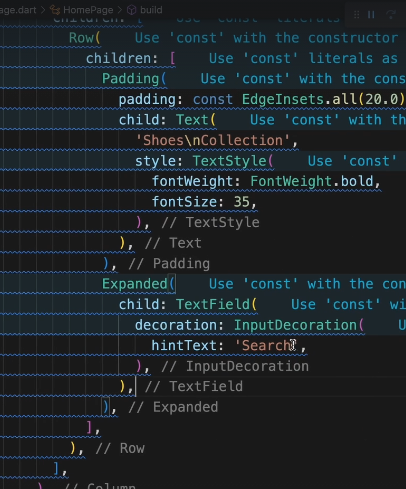 age.dart > HomePage > build
children: [ Use 'const' literals
Row( Use 'const' with the constructor
children: [ Use 'const' literals as
Padding( Use 'const' with the cons
padding: const EdgeInsets.all(20.0)
child: Text( Use 'const' with th
'Shoes\nCollection',
style: TextStyle( Use 'const'
fontWeight: FontWeight.bold,
fontSize: 35,
), // TextStyle
), // Text
), // Padding
Expanded( Use 'const' with the con
child: TextField( Use 'const' wi
decoration: InputDecoration( U
hintText: 'Search',
), // InputDecoration
), // TextField
), // Expanded
],
), // Row
],
), // Column